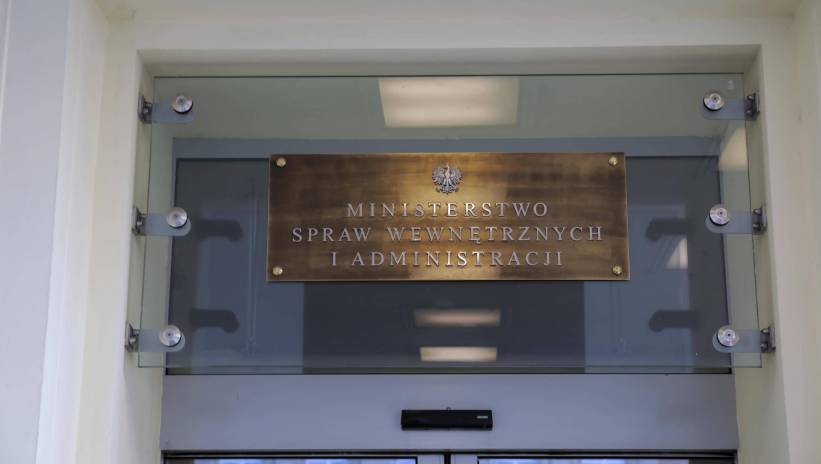 MINISTERSTWO
SPRAW WEWNĘTRZNYCH
I ADMINISTRACJI